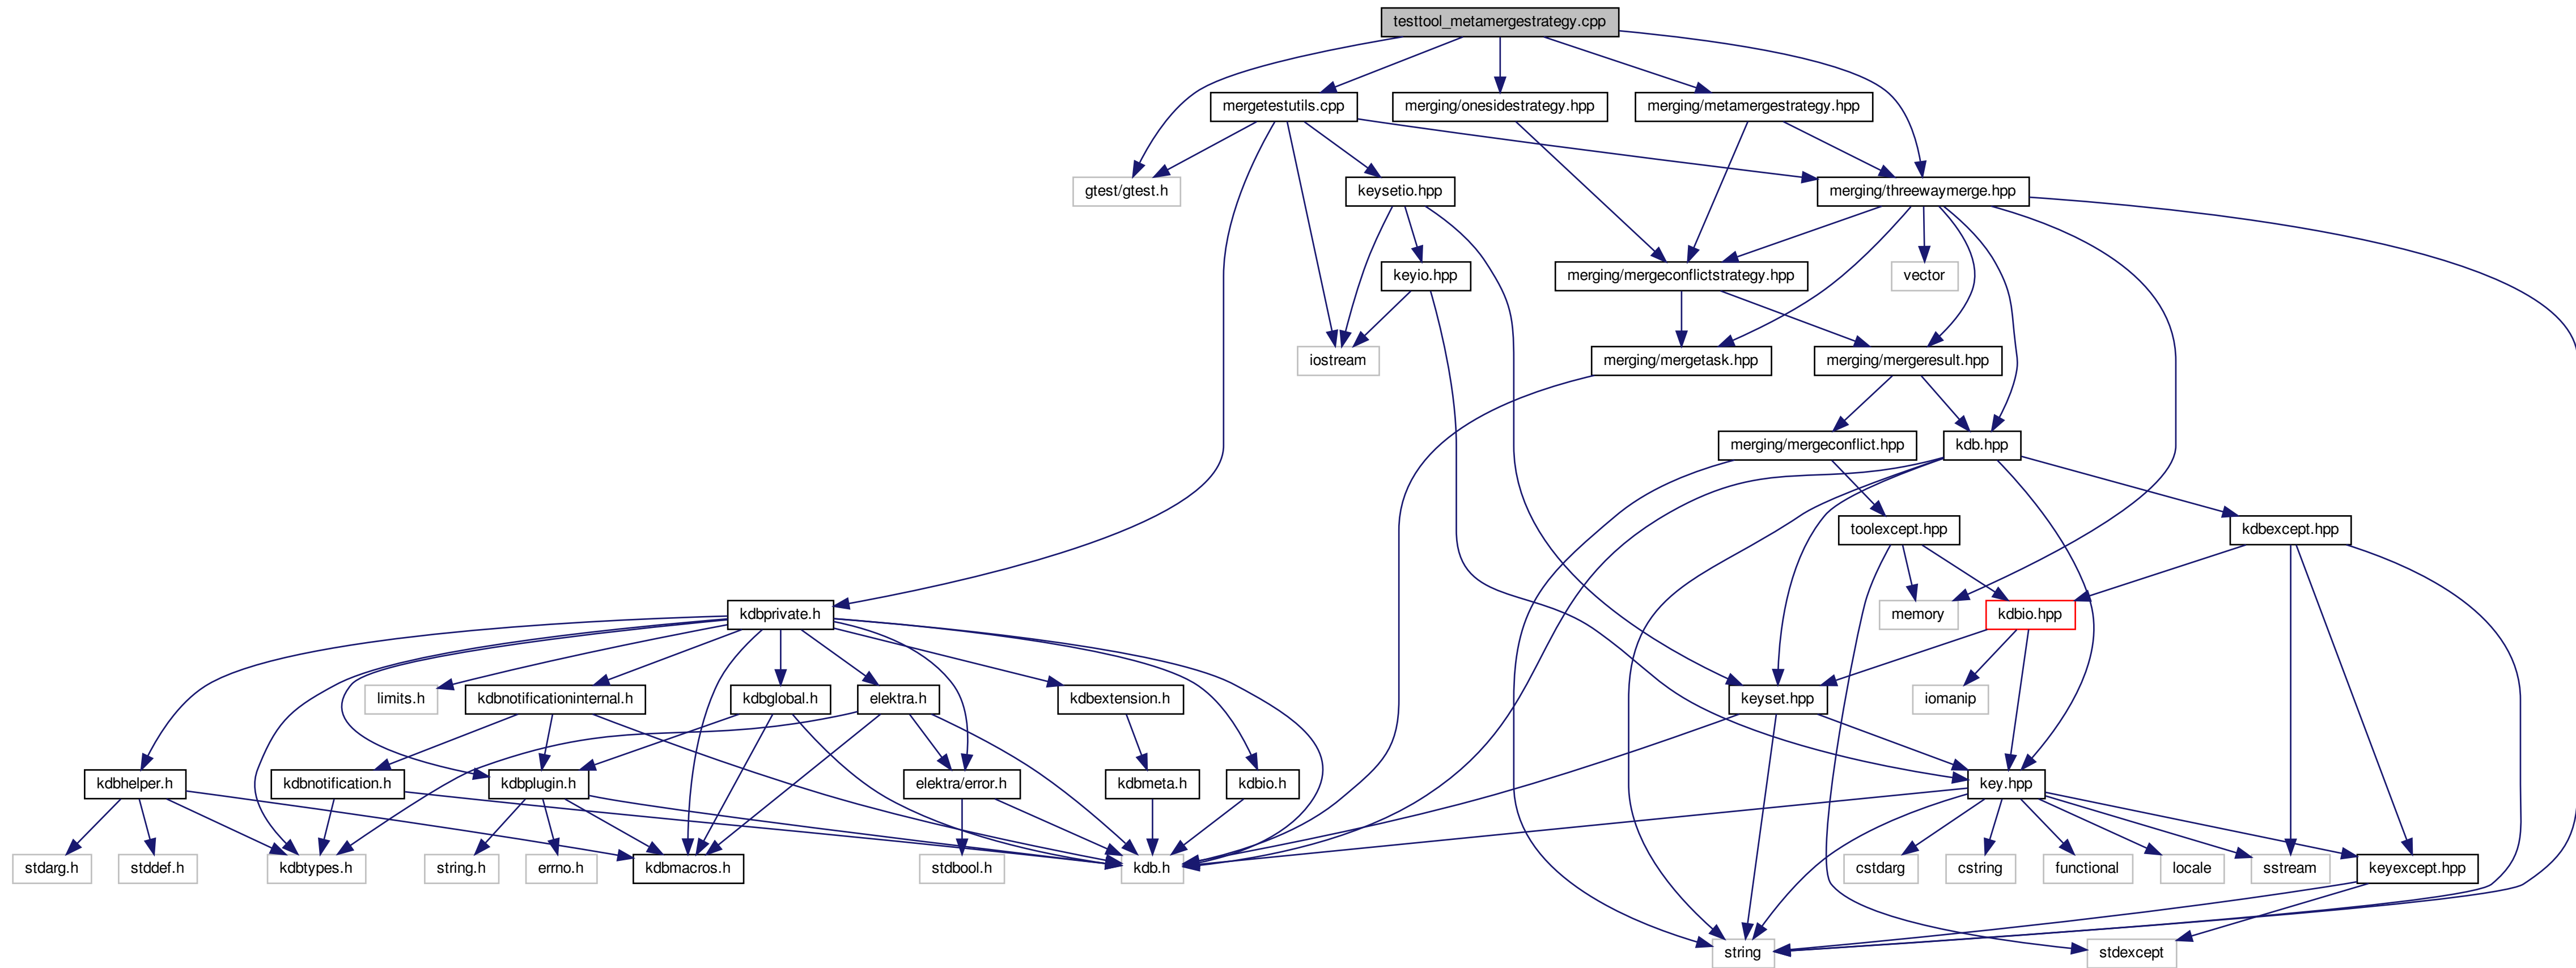 testtool_metamergestrategy.cpp
mergetestutils.cpp
merging/onesidestrategy.hpp
merging/metamergestrategy.hpp
gtest/gtest.h
keysetio.hpp
merging/threewaymerge.hpp
keyio.hpp
merging/mergeconflictstrategy.hpp
vector
iostream
merging/mergetask.hpp
merging/mergeresult.hpp
merging/mergeconflict.hpp
kdb.hpp
toolexcept.hpp
kdbexcept.hpp
kdbprivate.h
memory
kdbio.hpp
limits.h
kdbnotificationinternal.h
kdbglobal.h
elektra.h
kdbextension.h
keyset.hpp
iomanip
kdbhelper.h
kdbnotification.h
kdbplugin.h
elektra/error.h
kdbmeta.h
kdbio.h
key.hpp
stdarg.h
stddef.h
kdbtypes.h
string.h
errno.h
kdbmacros.h
stdbool.h
kdb.h
cstdarg
cstring
functional
locale
sstream
keyexcept.hpp
string
stdexcept